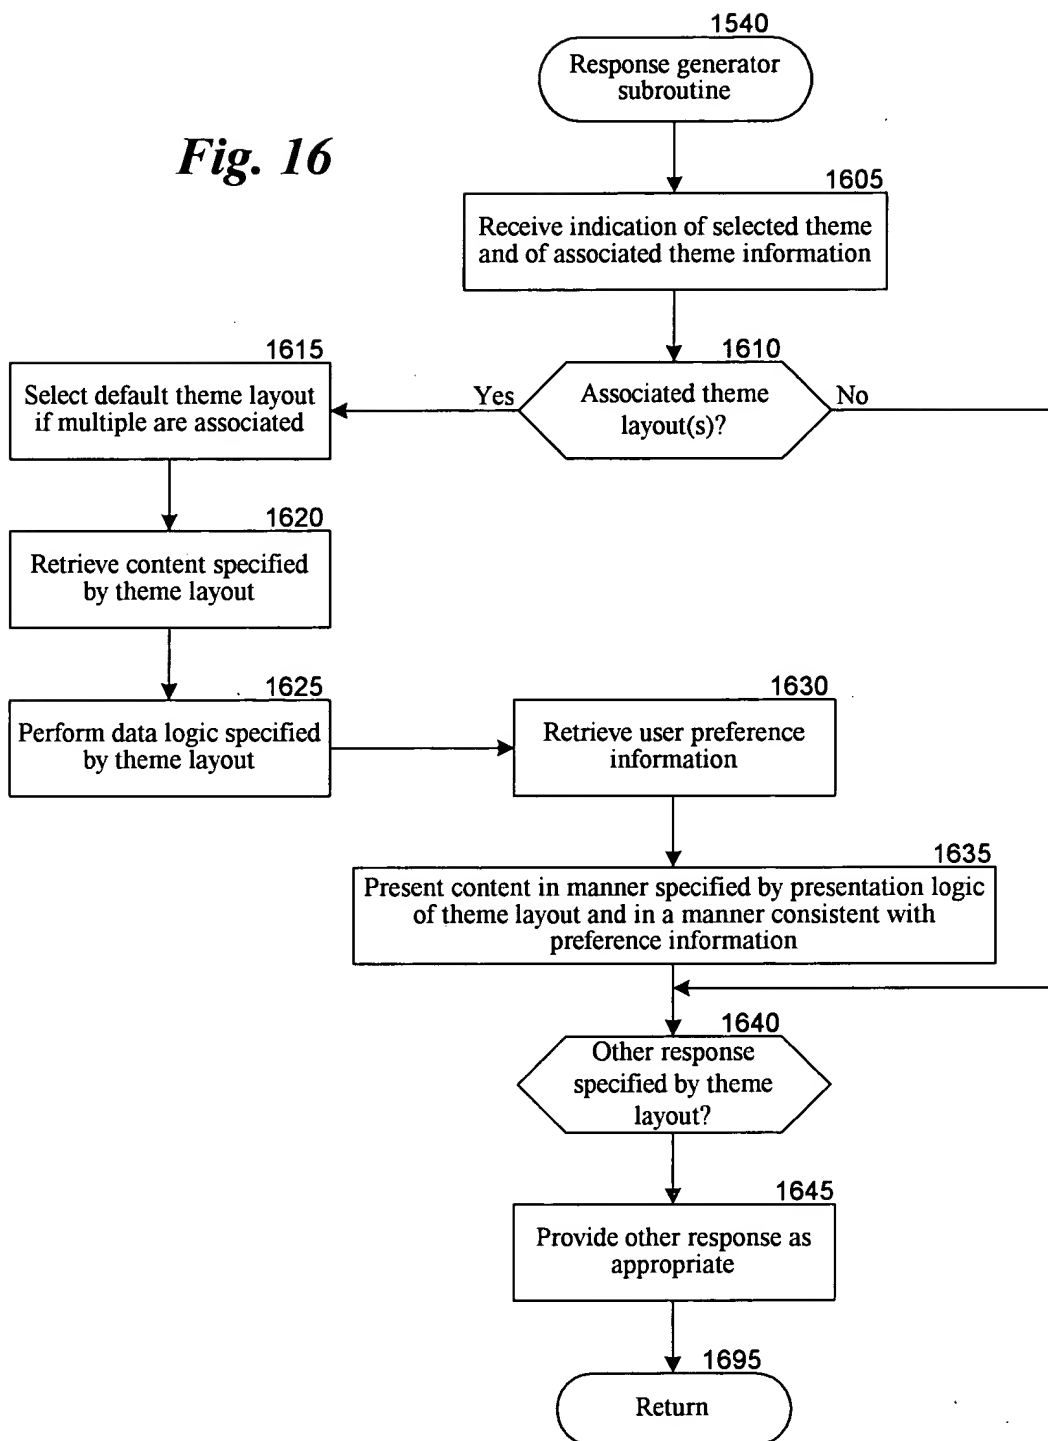 1540
Response generator
subroutine
Fig. 16
1605
Receive indication of selected theme
and of associated theme information
1610
Associated theme
layout(s)?
Yes
No
1615
Select default theme layout
if multiple are associated
1620
Retrieve content specified
by theme layout
1625
Perform data logic specified
by theme layout
1630
Retrieve user preference
information
1635
Present content in manner specified by presentation logic
of theme layout and in a manner consistent with
preference information
1640
Other response
specified by theme
layout?
1645
Provide other response as
appropriate
1695
Return